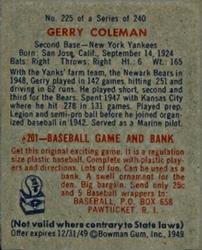 No. 225 of a Series of 240
GERRY COLEMAN
Second Base—New York Yankees
Born: San Jose, Calif., September 14, 1924
Bats: Right Throws: Right Ht.: 6 Wt.: 165
With the Yanks' farm team, the Newark Bears in
1948, Gerry played in 142 games hitting .251
and driving in 62 runs. He played short, second
and third for the Bears. Spent 1947 with Kansas City
where he hit .278 in 131 games. Played prep,
Legion and semi-pro ball before he joined
organized baseball in 1942. Served as a Marine pilot.
#201—BASEBALL GAME AND BANK
Get this original exciting game. It is a regulation
size plastic baseball. Complete with plastic play-
ers and directions. Lots of fun. Can be used as a
bank. A swell ornament for the
den. Big bargain. Send only 25c
and 5 Baseball wrappers to:
BASEBALL, P.O. BOX 658
PAWTUCKET, R. I.
(Not valid where contrary to State laws)
Offer expires 12/31/49 ©Bowman Gum, Inc., 1949